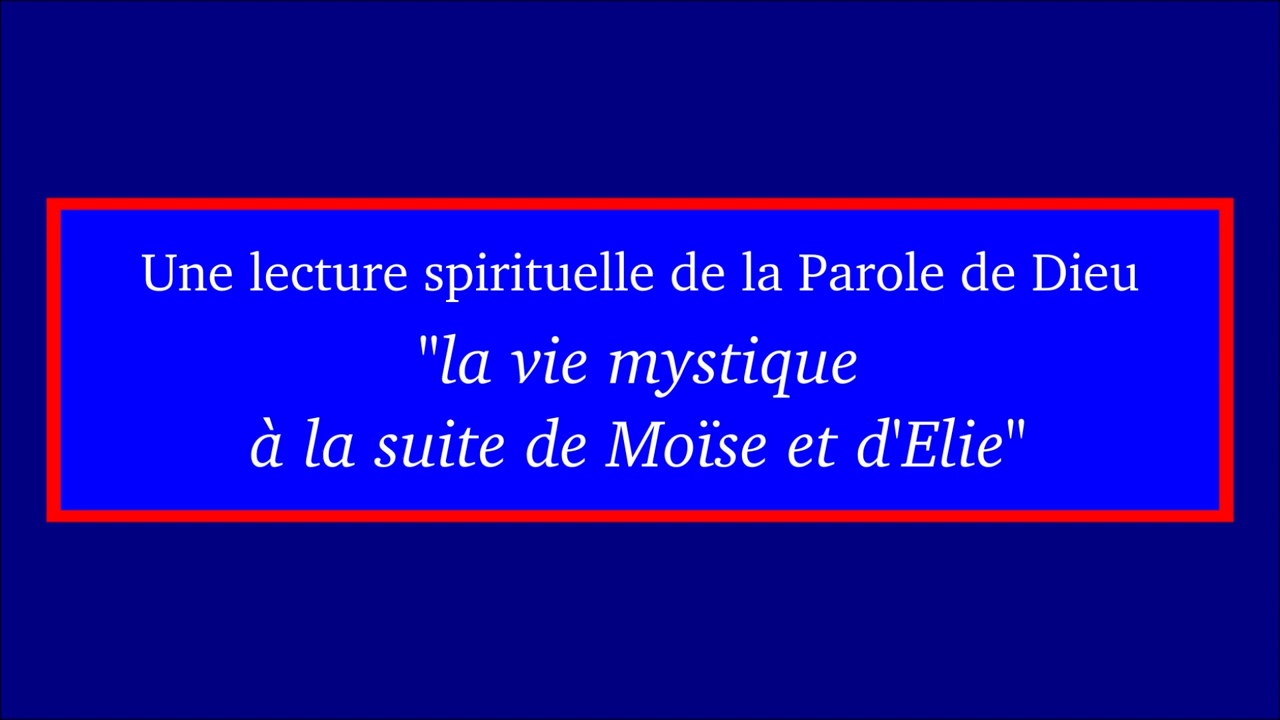 Une lecture spirituelle de la Parole de Dieu
"la vie mystique
à la suite de Moïse et d'Elie"